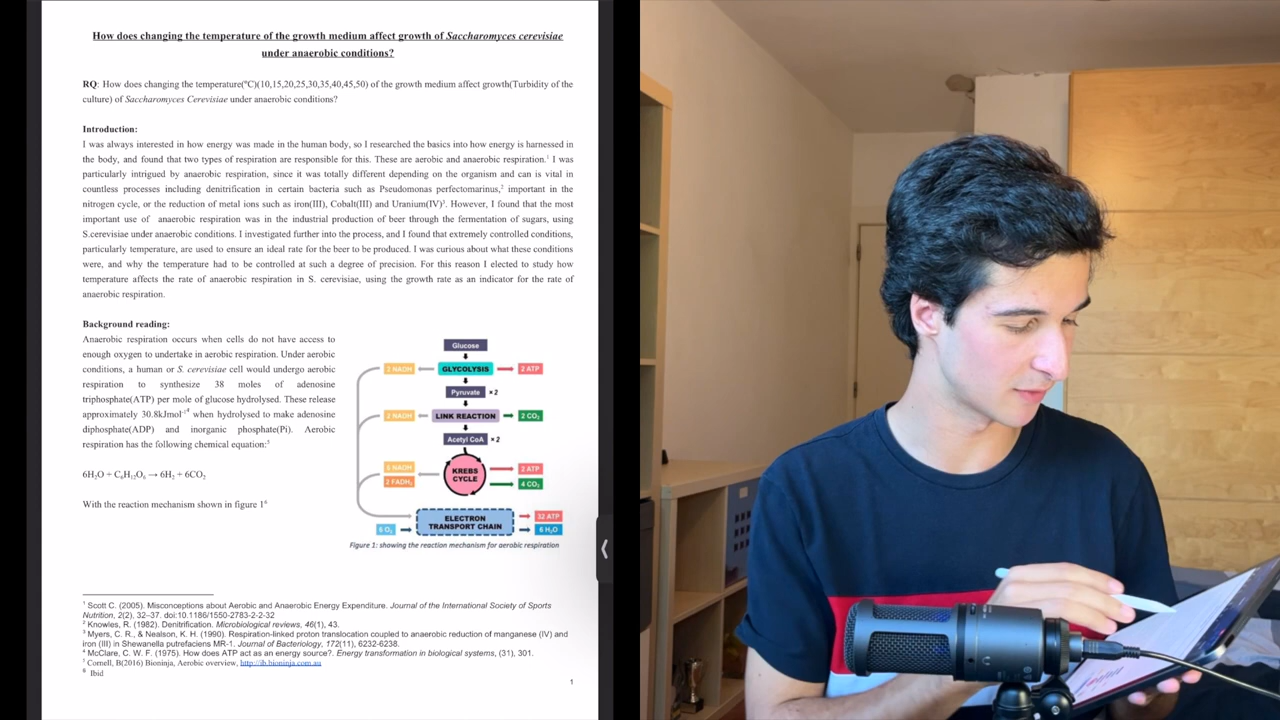 How does changing the temperature of the growth medium affect growth of Saccharomyces cerevisiae
under anaerobic conditions?
RQ: How does changing the temperature(°C)(10,15,20,25,30,35,40,45,50) of the growth medium affect growth(Turbidity of the
culture) of Saccharomyces Cerevisiae under anaerobic conditions?
Introduction:
I was always interested in how energy was made in the human body, so I researched the basics into how energy is harnessed in
the body, and found that two types of respiration are responsible for this. These are aerobic and anaerobic respiration.¹ I was
particularly intrigued by anaerobic respiration, since it was totally different depending on the organism and can is vital in
countless processes including denitrification in certain bacteria such as Pseudomonas perfectomarinus,² important in the
nitrogen cycle, or the reduction of metal ions such as iron(III), Cobalt(III) and Uranium(IV)³. However, I found that the most
important use of anaerobic respiration was in the industrial production of beer through the fermentation of sugars, using
S.cerevisiae under anaerobic conditions. I investigated further into the process, and I found that extremely controlled conditions,
particularly temperature, are used to ensure an ideal rate for the beer to be produced. I was curious about what these conditions
were, and why the temperature had to be controlled at such a degree of precision. For this reason I elected to study how
temperature affects the rate of anaerobic respiration in S. cerevisiae, using the growth rate as an indicator for the rate of
anaerobic respiration.
Background reading:
Anaerobic respiration occurs when cells do not have access to
enough oxygen to undertake in aerobic respiration. Under aerobic
conditions, a human or S. cerevisiae cell would undergo aerobic
respiration to synthesize 38 moles of adenosine
triphosphate(ATP) per mole of glucose hydrolysed. These release
approximately 30.8kJmol⁻¹⁴ when hydrolysed to make adenosine
diphosphate(ADP) and inorganic phosphate(Pi). Aerobic
respiration has the following chemical equation:⁵
6H₂O + C₆H₁₂O₆ → 6H₂ + 6CO₂
With the reaction mechanism shown in figure 1⁶
Glucose
2 NADH GLYCOLYSIS 2 ATP
Pyruvate × 2
2 NADH LINK REACTION 2 CO₂
Acetyl CoA × 2
6 NADH
2 FADH₂
KREBS
CYCLE
2 ATP
4 CO₂
6 O₂
ELECTRON
TRANSPORT CHAIN
32 ATP
6 H₂O
Figure 1: showing the reaction mechanism for aerobic respiration
¹ Scott C. (2005). Misconceptions about Aerobic and Anaerobic Energy Expenditure. Journal of the International Society of Sports
Nutrition, 2(2), 32–37. doi:10.1186/1550-2783-2-2-32
² Knowles, R. (1982). Denitrification. Microbiological reviews, 46(1), 43.
³ Myers, C. R., & Nealson, K. H. (1990). Respiration-linked proton translocation coupled to anaerobic reduction of manganese (IV) and
iron (III) in Shewanella putrefaciens MR-1. Journal of Bacteriology, 172(11), 6232-6238.
⁴ McClare, C. W. F. (1975). How does ATP act as an energy source?. Energy transformation in biological systems, (31), 301.
⁵ Cornell, B(2016) Bioninja, Aerobic overview, http://ib.bioninja.com.au
⁶ Ibid
1